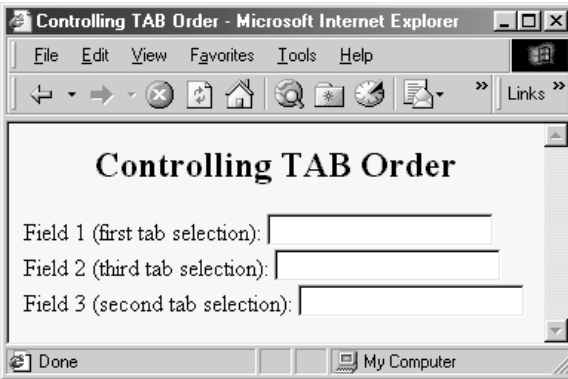 Controlling TAB Order - Microsoft Internet Explorer
File Edit View Favorites Tools Help
» Links »
Controlling TAB Order
Field 1 (first tab selection):
Field 2 (third tab selection):
Field 3 (second tab selection):
Done My Computer